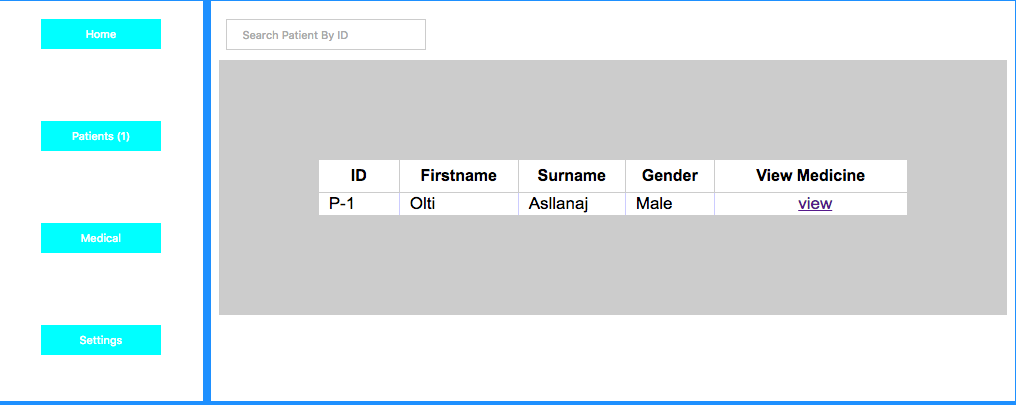 Home
Patients (1)
Medical
Settings
Search Patient By ID
ID Firstname Surname Gender View Medicine
P-1 Olti Asllanaj Male view